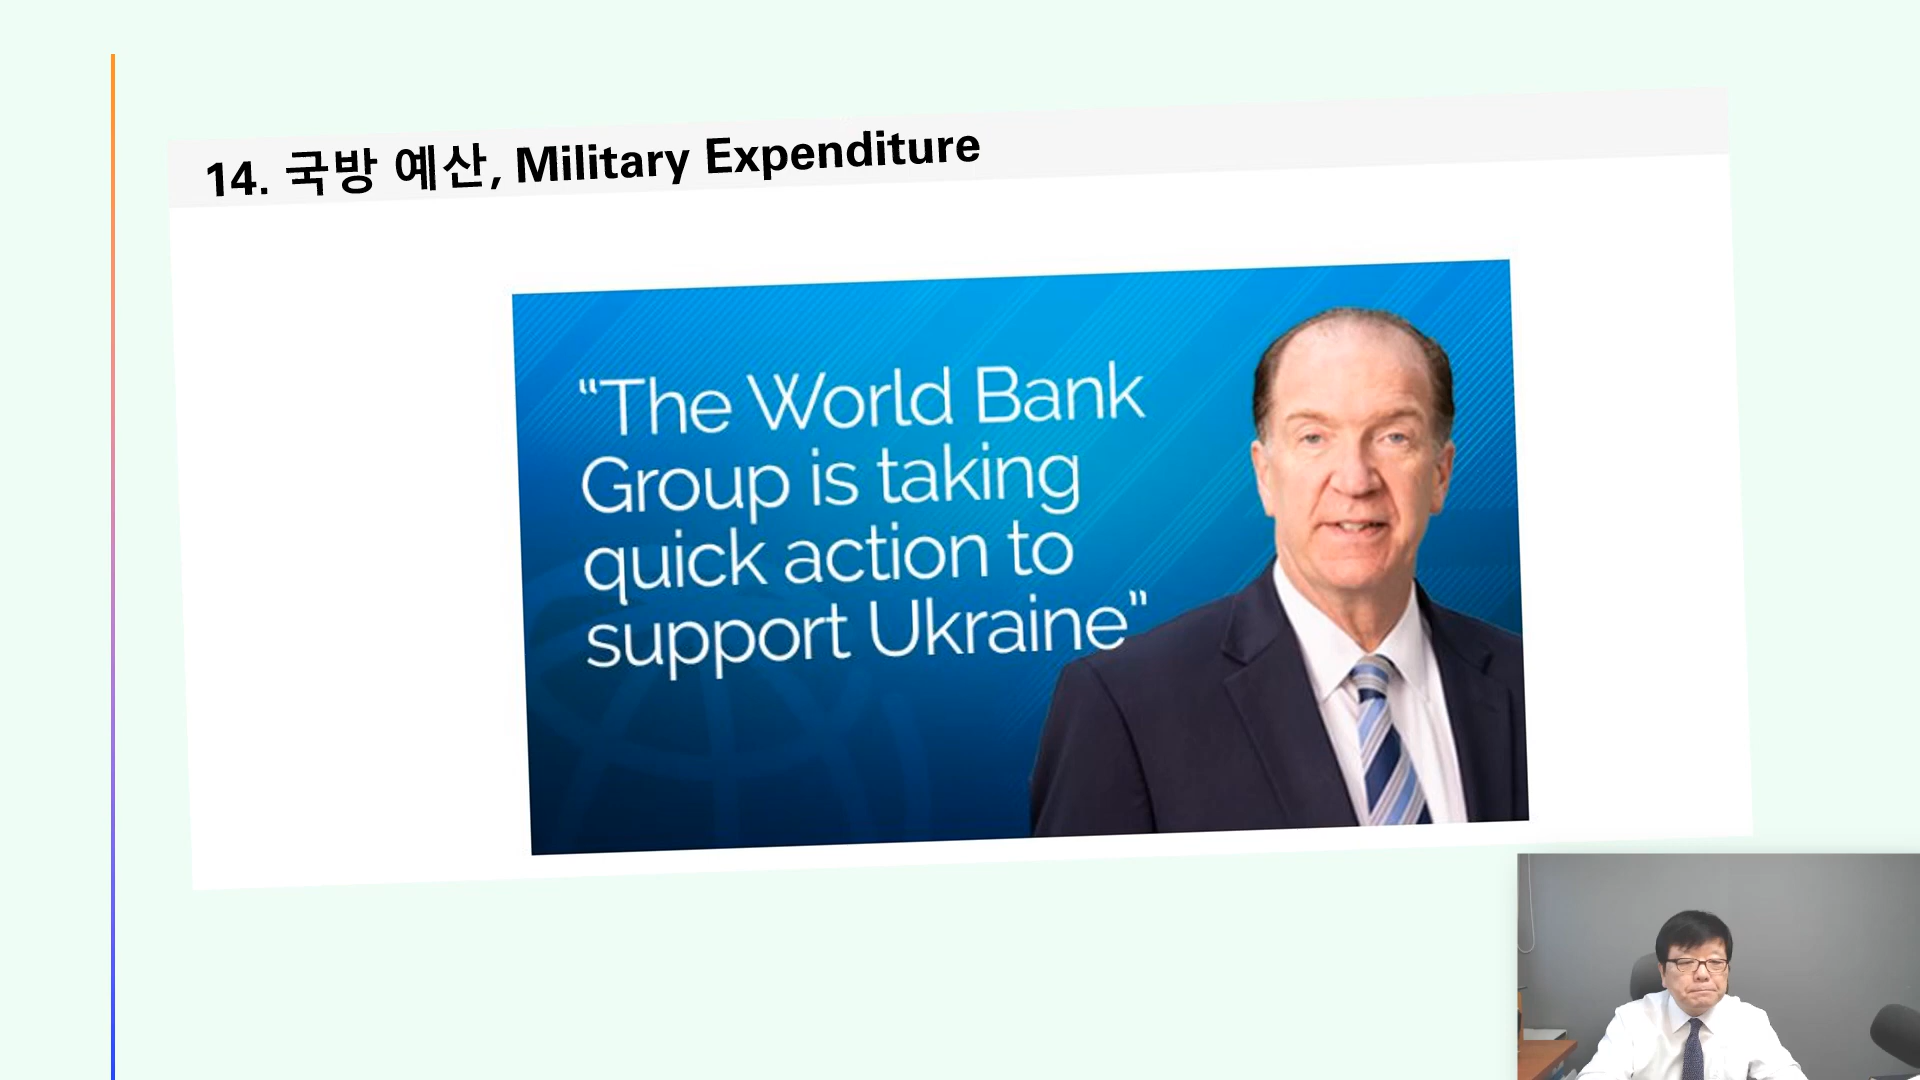 14. 국방 예산, Military Expenditure
“The World Bank
Group is taking
quick action to
support Ukraine”